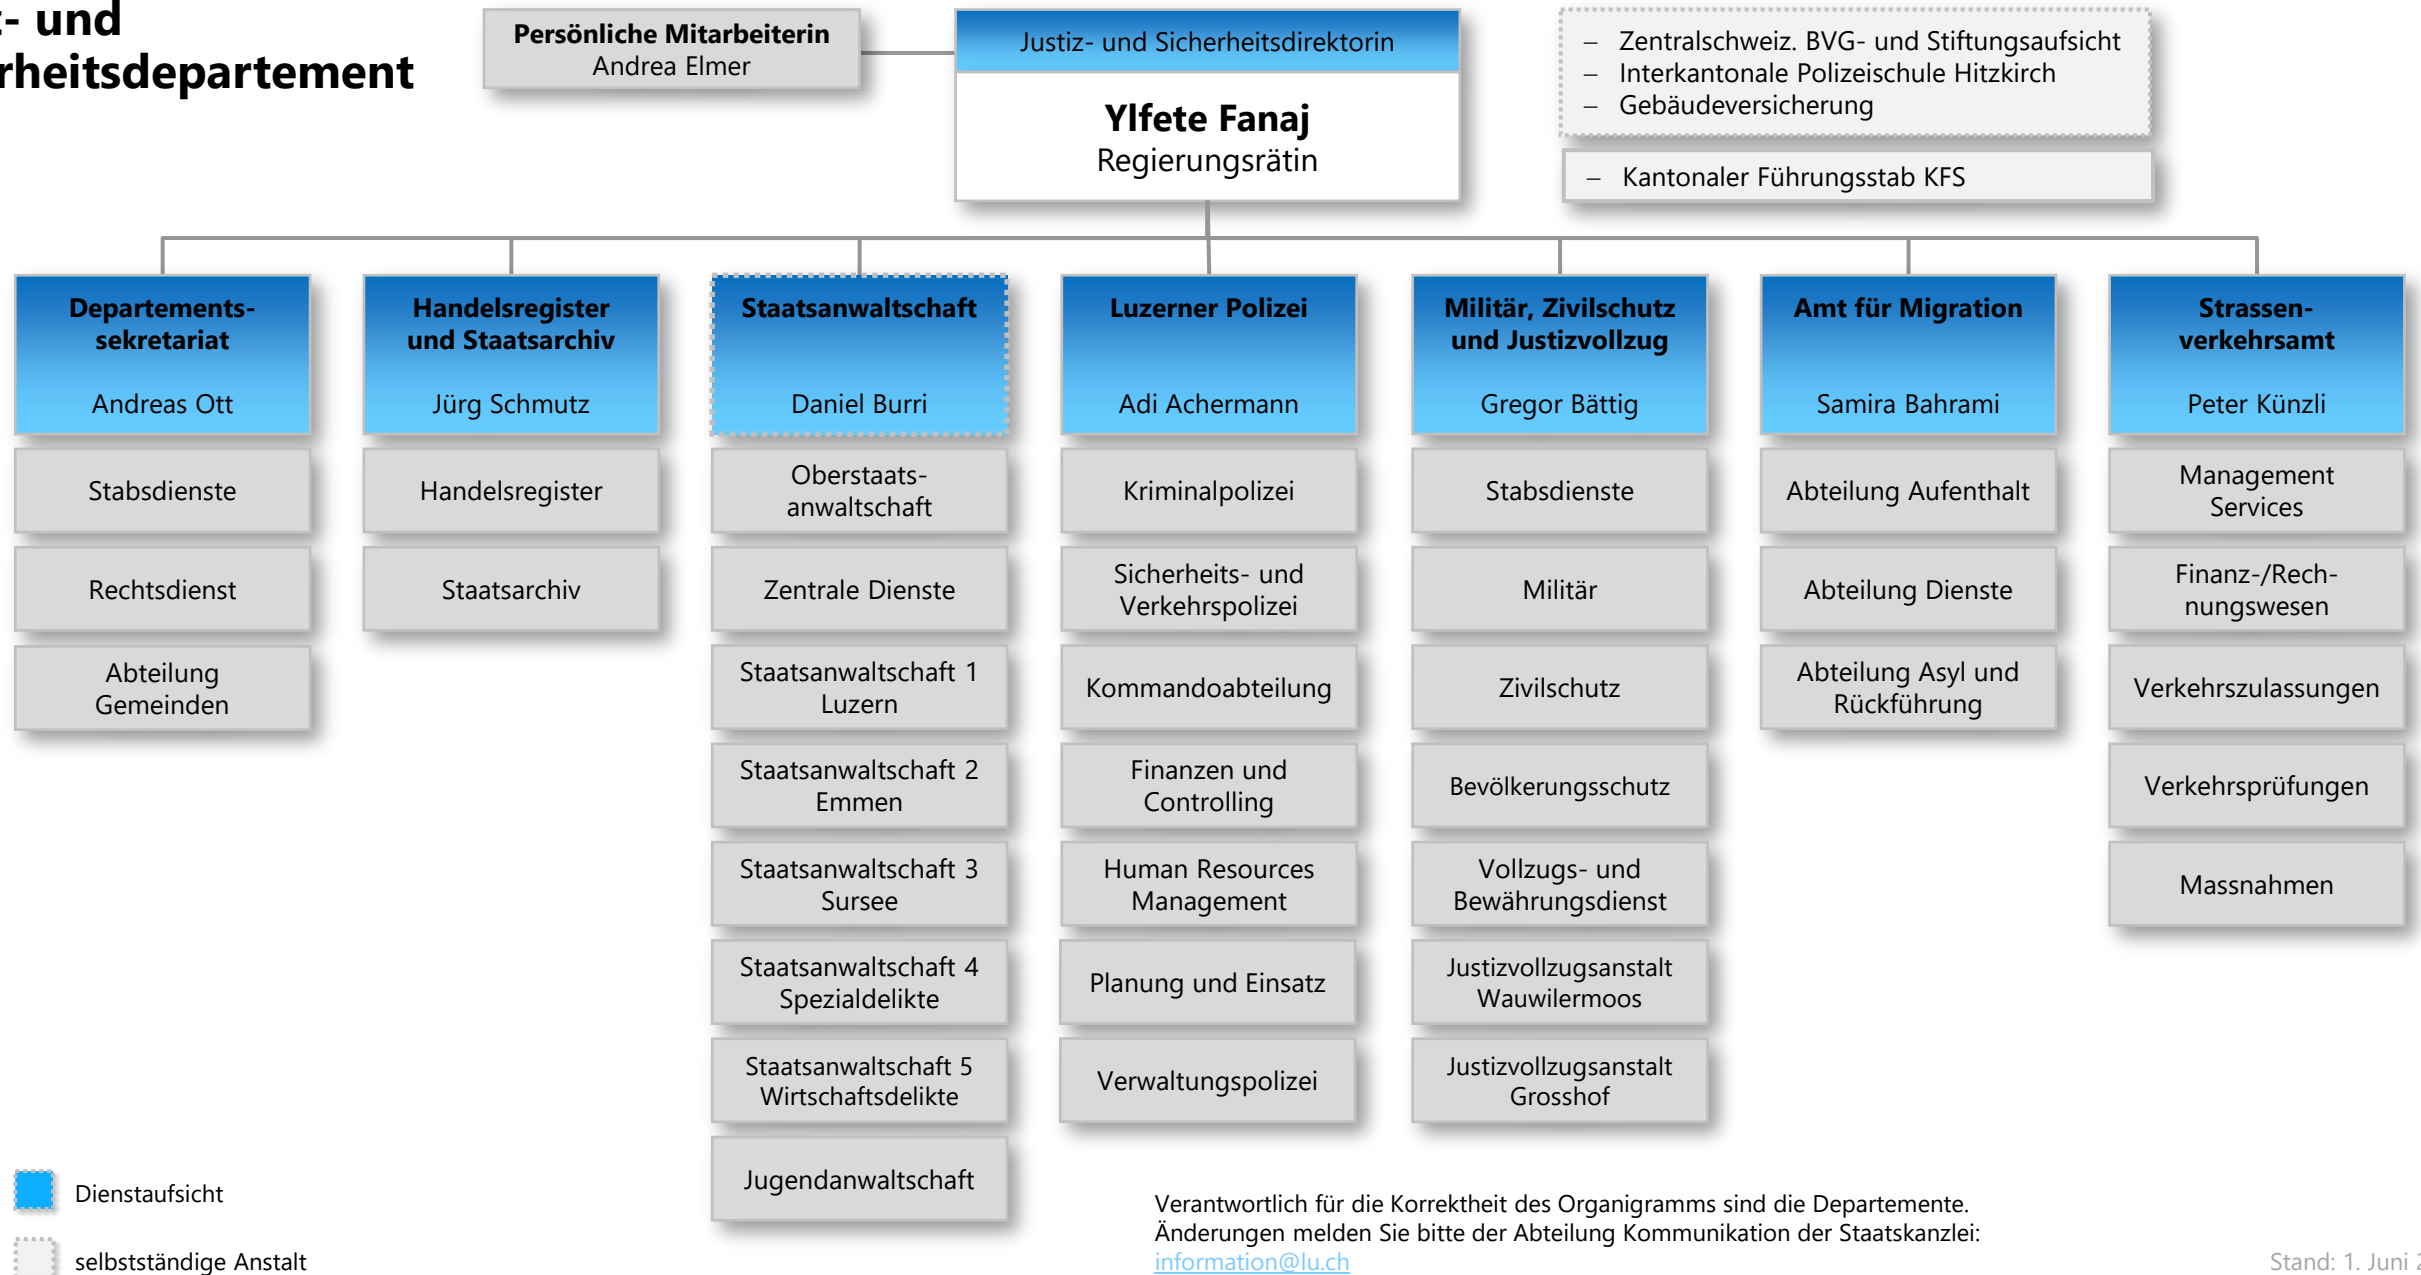 z- und
rheitsdepartement
Persönliche Mitarbeiterin
Andrea Elmer
Justiz- und Sicherheitsdirektorin
Ylfete Fanaj
Regierungsrätin
– Zentralschweiz. BVG- und Stiftungsaufsicht
– Interkantonale Polizeischule Hitzkirch
– Gebäudeversicherung
– Kantonaler Führungsstab KFS
Departements-
sekretariat
Andreas Ott
Stabsdienste
Rechtsdienst
Abteilung
Gemeinden
Handelsregister
und Staatsarchiv
Jürg Schmutz
Handelsregister
Staatsarchiv
Staatsanwaltschaft
Daniel Burri
Oberstaats-
anwaltschaft
Zentrale Dienste
Staatsanwaltschaft 1
Luzern
Staatsanwaltschaft 2
Emmen
Staatsanwaltschaft 3
Sursee
Staatsanwaltschaft 4
Spezialdelikte
Staatsanwaltschaft 5
Wirtschaftsdelikte
Jugendanwaltschaft
Luzerner Polizei
Adi Achermann
Kriminalpolizei
Sicherheits- und
Verkehrspolizei
Kommandoabteilung
Finanzen und
Controlling
Human Resources
Management
Planung und Einsatz
Verwaltungspolizei
Militär, Zivilschutz
und Justizvollzug
Gregor Bättig
Stabsdienste
Militär
Zivilschutz
Bevölkerungsschutz
Vollzugs- und
Bewährungsdienst
Justizvollzugsanstalt
Wauwilermoos
Justizvollzugsanstalt
Grosshof
Amt für Migration
Samira Bahrami
Abteilung Aufenthalt
Abteilung Dienste
Abteilung Asyl und
Rückführung
Strassen-
verkehrsamt
Peter Künzli
Management
Services
Finanz-/Rech-
nungswesen
Verkehrszulassungen
Verkehrsprüfungen
Massnahmen
Dienstaufsicht
selbstständige Anstalt
Verantwortlich für die Korrektheit des Organigramms sind die Departemente.
Änderungen melden Sie bitte der Abteilung Kommunikation der Staatskanzlei:
information@lu.ch
Stand: 1. Juni 2